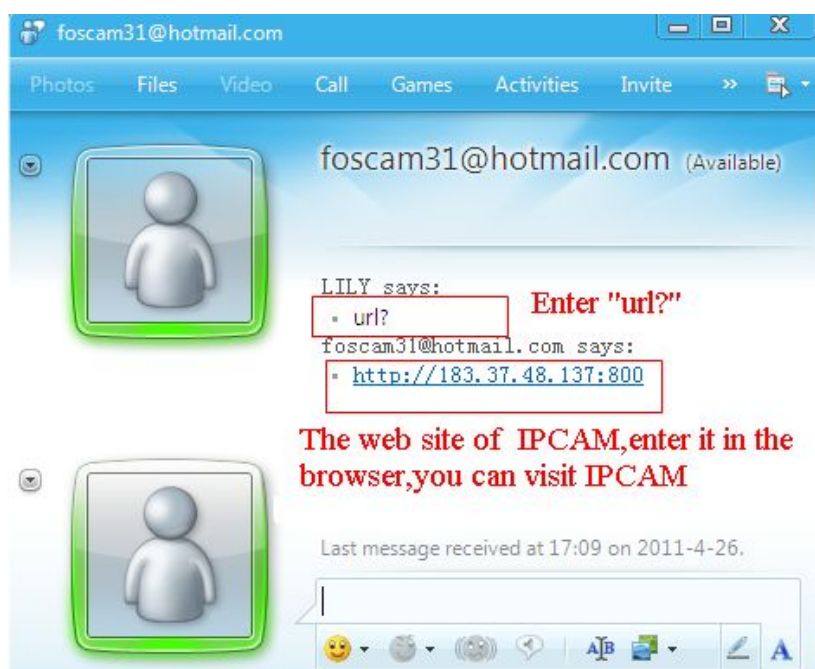 foscam31@hotmail.com
Photos Files Video Call Games Activities Invite »
foscam31@hotmail.com (Available)
LILY says:
url?
Enter "url?"
foscam31@hotmail.com says:
http://183.37.48.137:800
The web site of IPCAM,enter it in the
browser,you can visit IPCAM
Last message received at 17:09 on 2011-4-26.
AB A